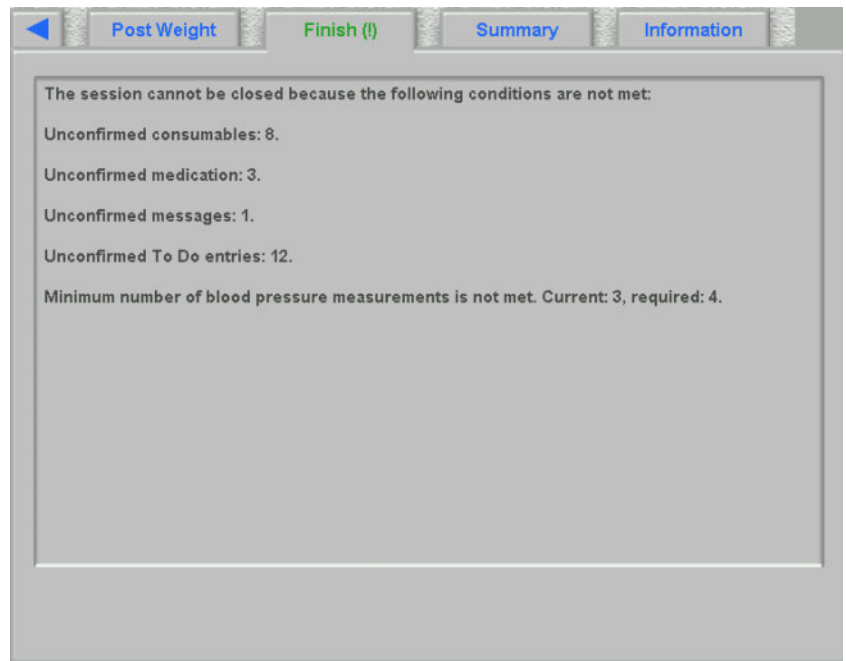 Post Weight
Finish (!)
Summary
Information
The session cannot be closed because the following conditions are not met:
Unconfirmed consumables: 8.
Unconfirmed medication: 3.
Unconfirmed messages: 1.
Unconfirmed To Do entries: 12.
Minimum number of blood pressure measurements is not met. Current: 3, required: 4.